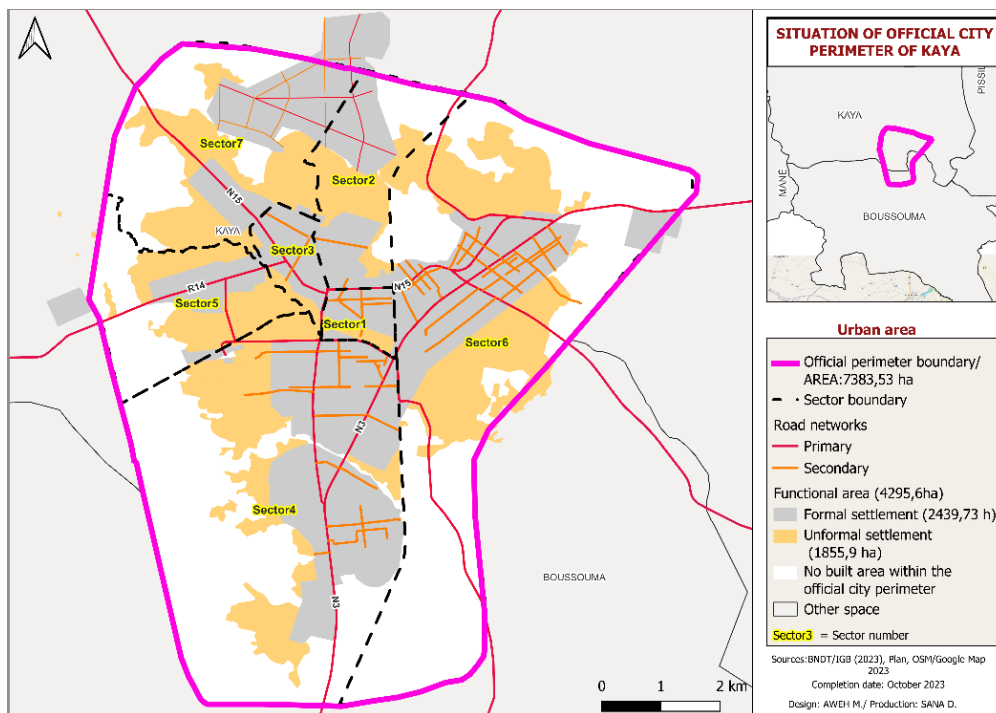 SITUATION OF OFFICIAL CITY
PERIMETER OF KAYA
KAYA
PISSIL
MANE
BOUSSOUMA
Sector7
Sector2
N15
KAYA
Sector3
R14
N15
Sector5
Sector1
Sector6
N3
Sector4
BOUSSOUMA
N3
0 1 2 km
Urban area
Official perimeter boundary/
AREA:7383,53 ha
Sector boundary
Road networks
Primary
Secondary
Functional area (4295,6ha)
Formal settlement (2439,73 h)
Unformal settlement
(1855,9 ha)
No built area within the
official city perimeter
Other space
Sector3 = Sector number
Sources:BNDT/IGB (2023), Plan, OSM/Google Map
2023
Completion date: October 2023
Design: AWEH M./ Production: SANA D.